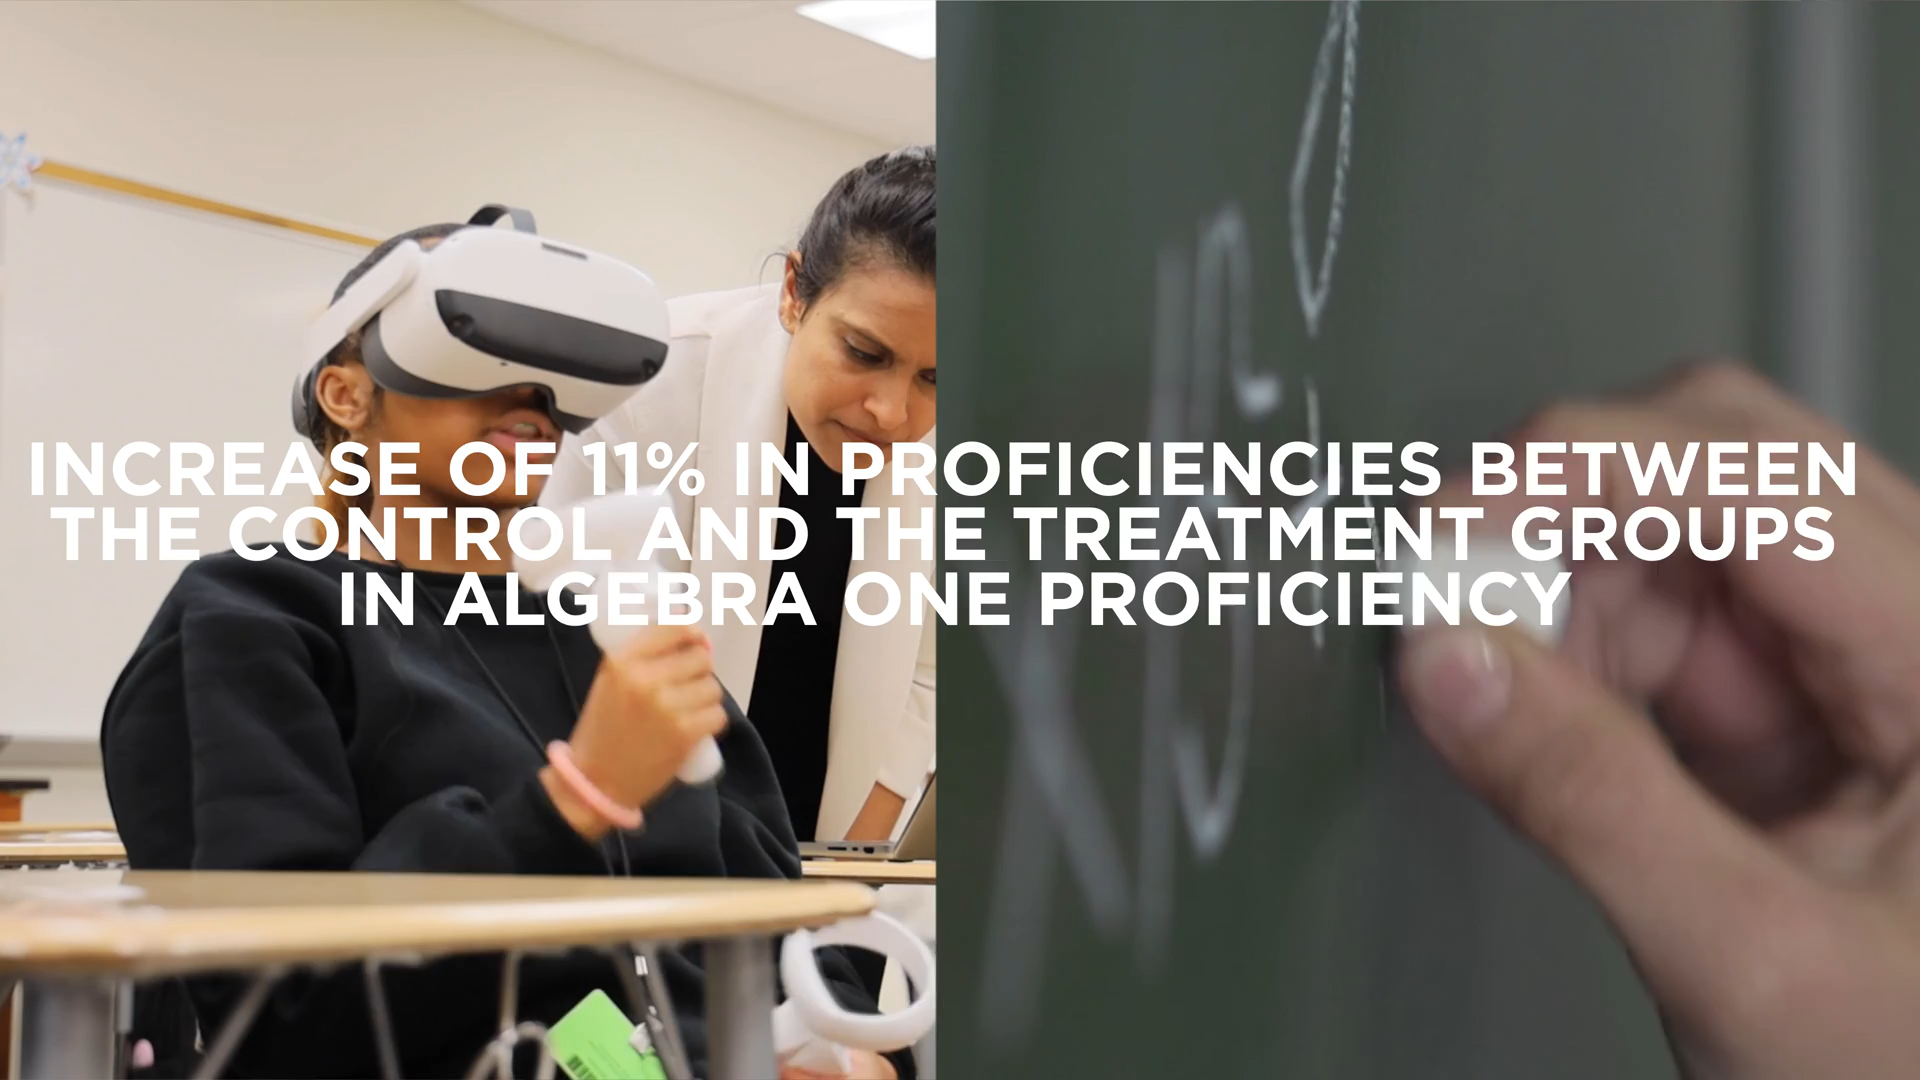 INCREASE OF 11% IN PROFICIENCIES BETWEEN
THE CONTROL AND THE TREATMENT GROUPS
IN ALGEBRA ONE PROFICIENCY